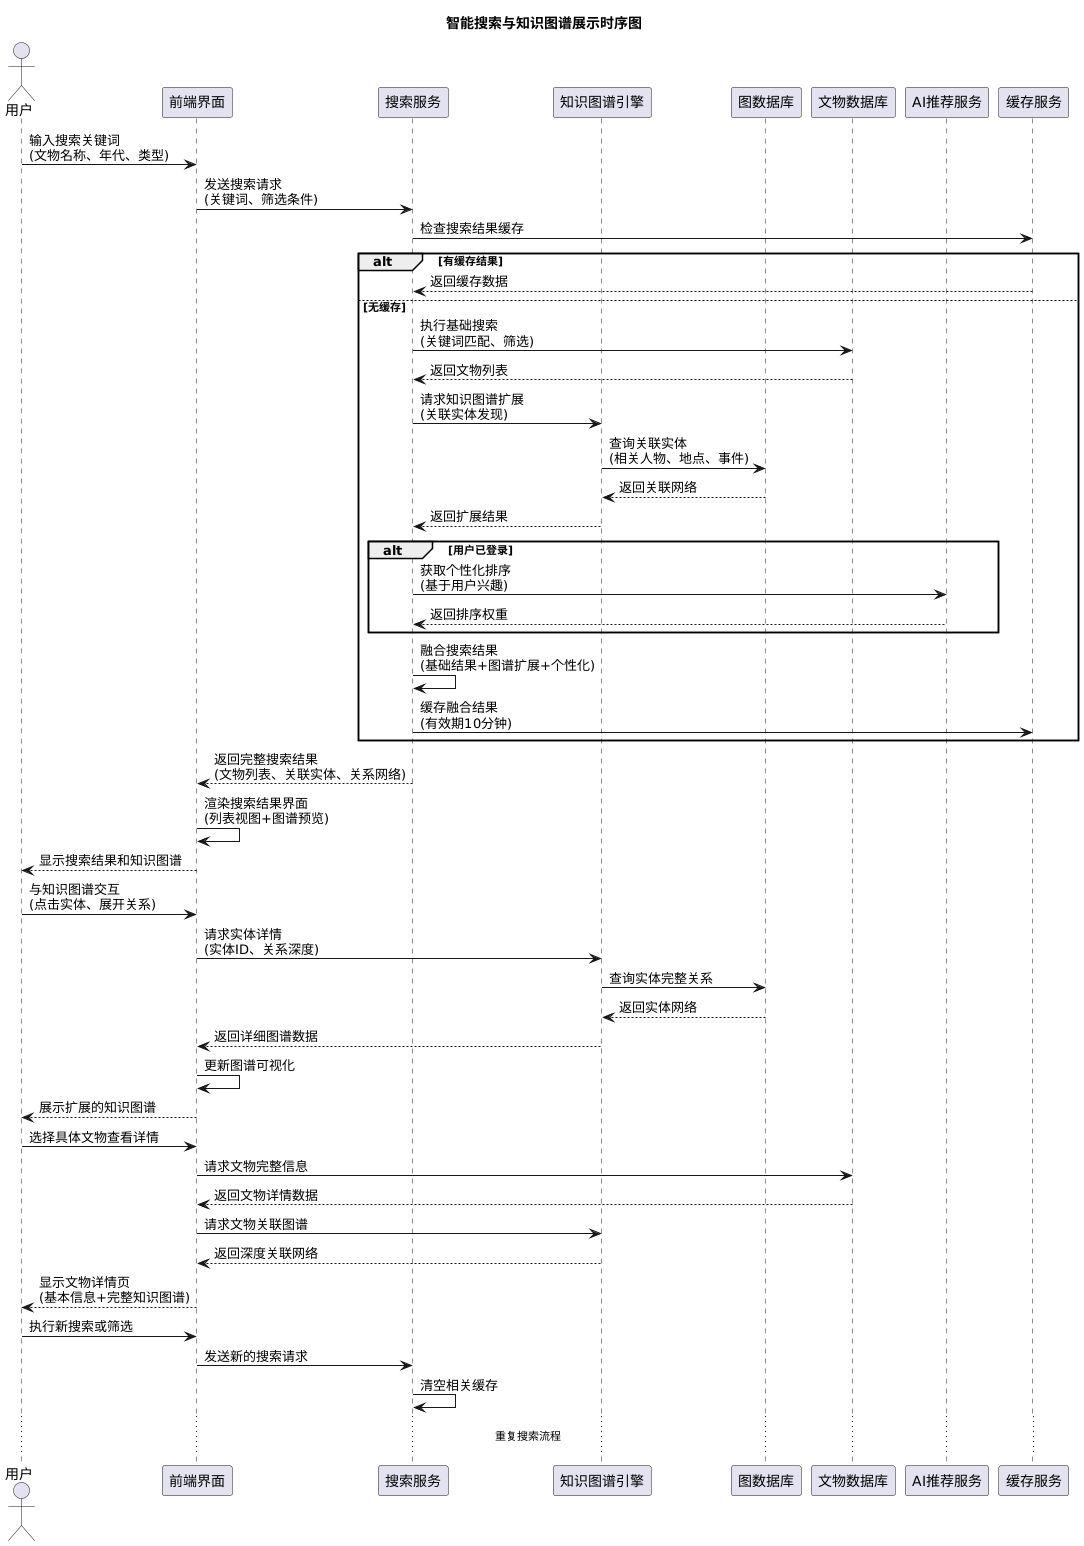 智能搜索与知识图谱展示时序图
用户
前端界面
搜索服务
知识图谱引擎
图数据库
文物数据库
AI推荐服务
缓存服务
输入搜索关键词
(文物名称、年代、类型)
发送搜索请求
(关键词、筛选条件)
检查搜索结果缓存
alt
[有缓存结果]
返回缓存数据
[无缓存]
执行基础搜索
(关键词匹配、筛选)
返回文物列表
请求知识图谱扩展
(关联实体发现)
查询关联实体
(相关人物、地点、事件)
返回关联网络
返回扩展结果
alt
[用户已登录]
获取个性化排序
(基于用户兴趣)
返回排序权重
融合搜索结果
(基础结果+图谱扩展+个性化)
缓存融合结果
(有效期10分钟)
返回完整搜索结果
(文物列表、关联实体、关系网络)
渲染搜索结果界面
(列表视图+图谱预览)
显示搜索结果和知识图谱
与知识图谱交互
(点击实体、展开关系)
请求实体详情
(实体ID、关系深度)
查询实体完整关系
返回实体网络
返回详细图谱数据
更新图谱可视化
展示扩展的知识图谱
选择具体文物查看详情
请求文物完整信息
返回文物详情数据
请求文物关联图谱
返回深度关联网络
显示文物详情页
(基本信息+完整知识图谱)
执行新搜索或筛选
发送新的搜索请求
清空相关缓存
重复搜索流程
用户
前端界面
搜索服务
知识图谱引擎
图数据库
文物数据库
AI推荐服务
缓存服务